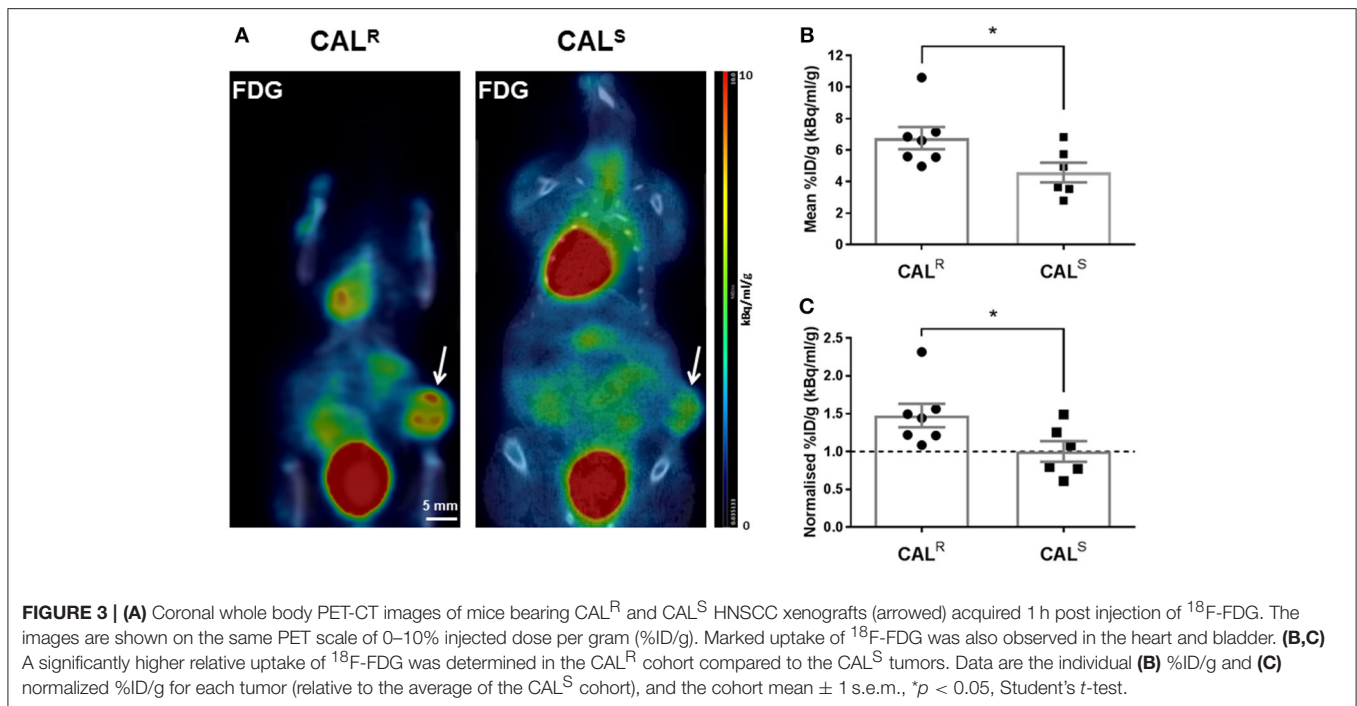 A
CAL^R
CAL^S
FDG
FDG
5 mm
10
10.0
kBq/ml/g
0
B
*
Mean %ID/g (kBq/ml/g)
12
10
8
6
4
2
0
CAL^R
CAL^S
C
*
Normalised %ID/g (kBq/ml/g)
2.5
2.0
1.5
1.0
0.5
0.0
CAL^R
CAL^S
FIGURE 3 | (A) Coronal whole body PET-CT images of mice bearing CAL^R and CAL^S HNSCC xenografts (arrowed) acquired 1 h post injection of ^18F-FDG. The
images are shown on the same PET scale of 0–10% injected dose per gram (%ID/g). Marked uptake of ^18F-FDG was also observed in the heart and bladder. (B,C)
A significantly higher relative uptake of ^18F-FDG was determined in the CAL^R cohort compared to the CAL^S tumors. Data are the individual (B) %ID/g and (C)
normalized %ID/g for each tumor (relative to the average of the CAL^S cohort), and the cohort mean ± 1 s.e.m., *p < 0.05, Student's t-test.